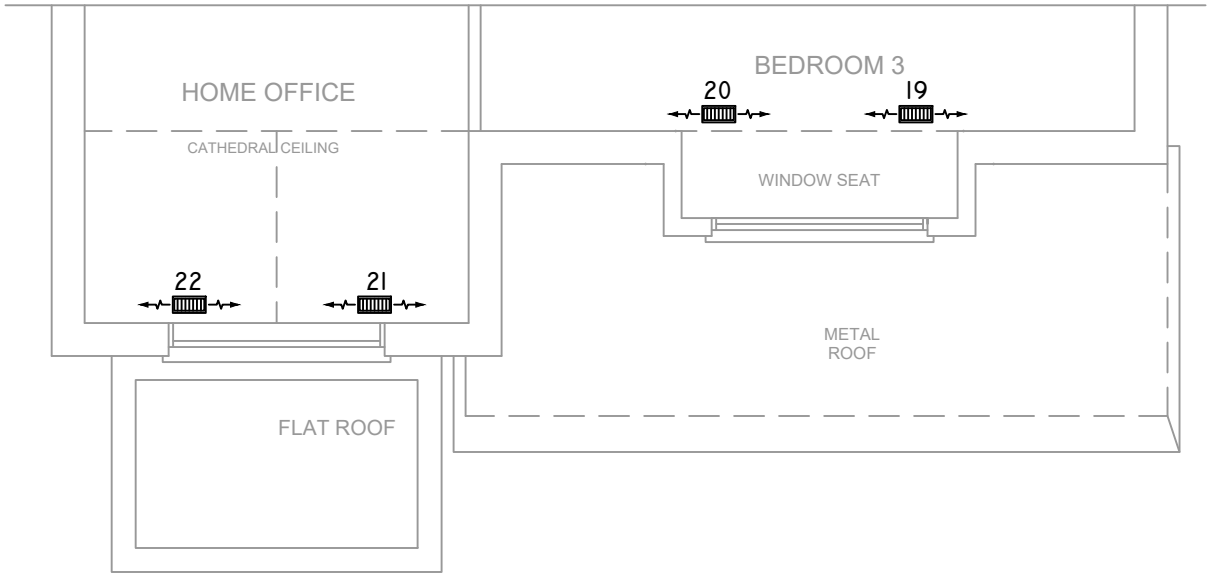 BEDROOM 3
HOME OFFICE
20
19
CATHEDRAL CEILING
WINDOW SEAT
22
21
METAL
ROOF
FLAT ROOF